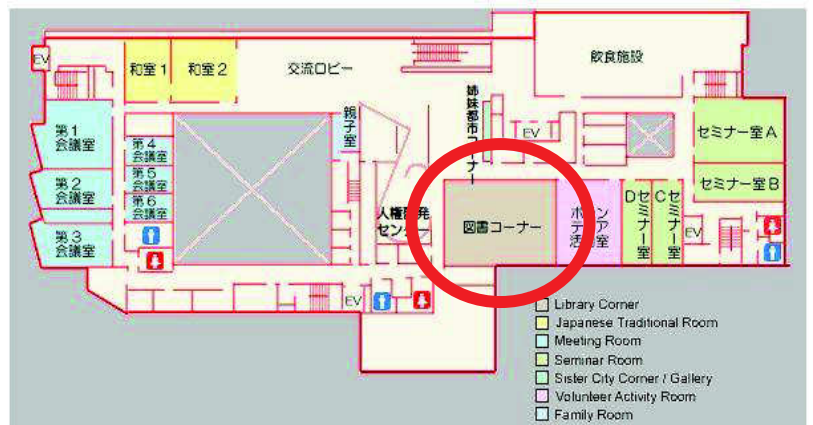 EV
和室1
和室2
交流ロビー
飲食施設
姉妹都市コーナー
親子室
EV
セミナー室A
第1
会議室
第4
会議室
第5
会議室
第2
会議室
第6
会議室
セミナー室B
第3
会議室
センター
図書コーナー
Dセミナー室
Cセミナー室
EV
EV
Library Corner
Japanese Traditional Room
Meeting Room
Seminar Room
Sister City Corner / Gallery
Volunteer Activity Room
Family Room